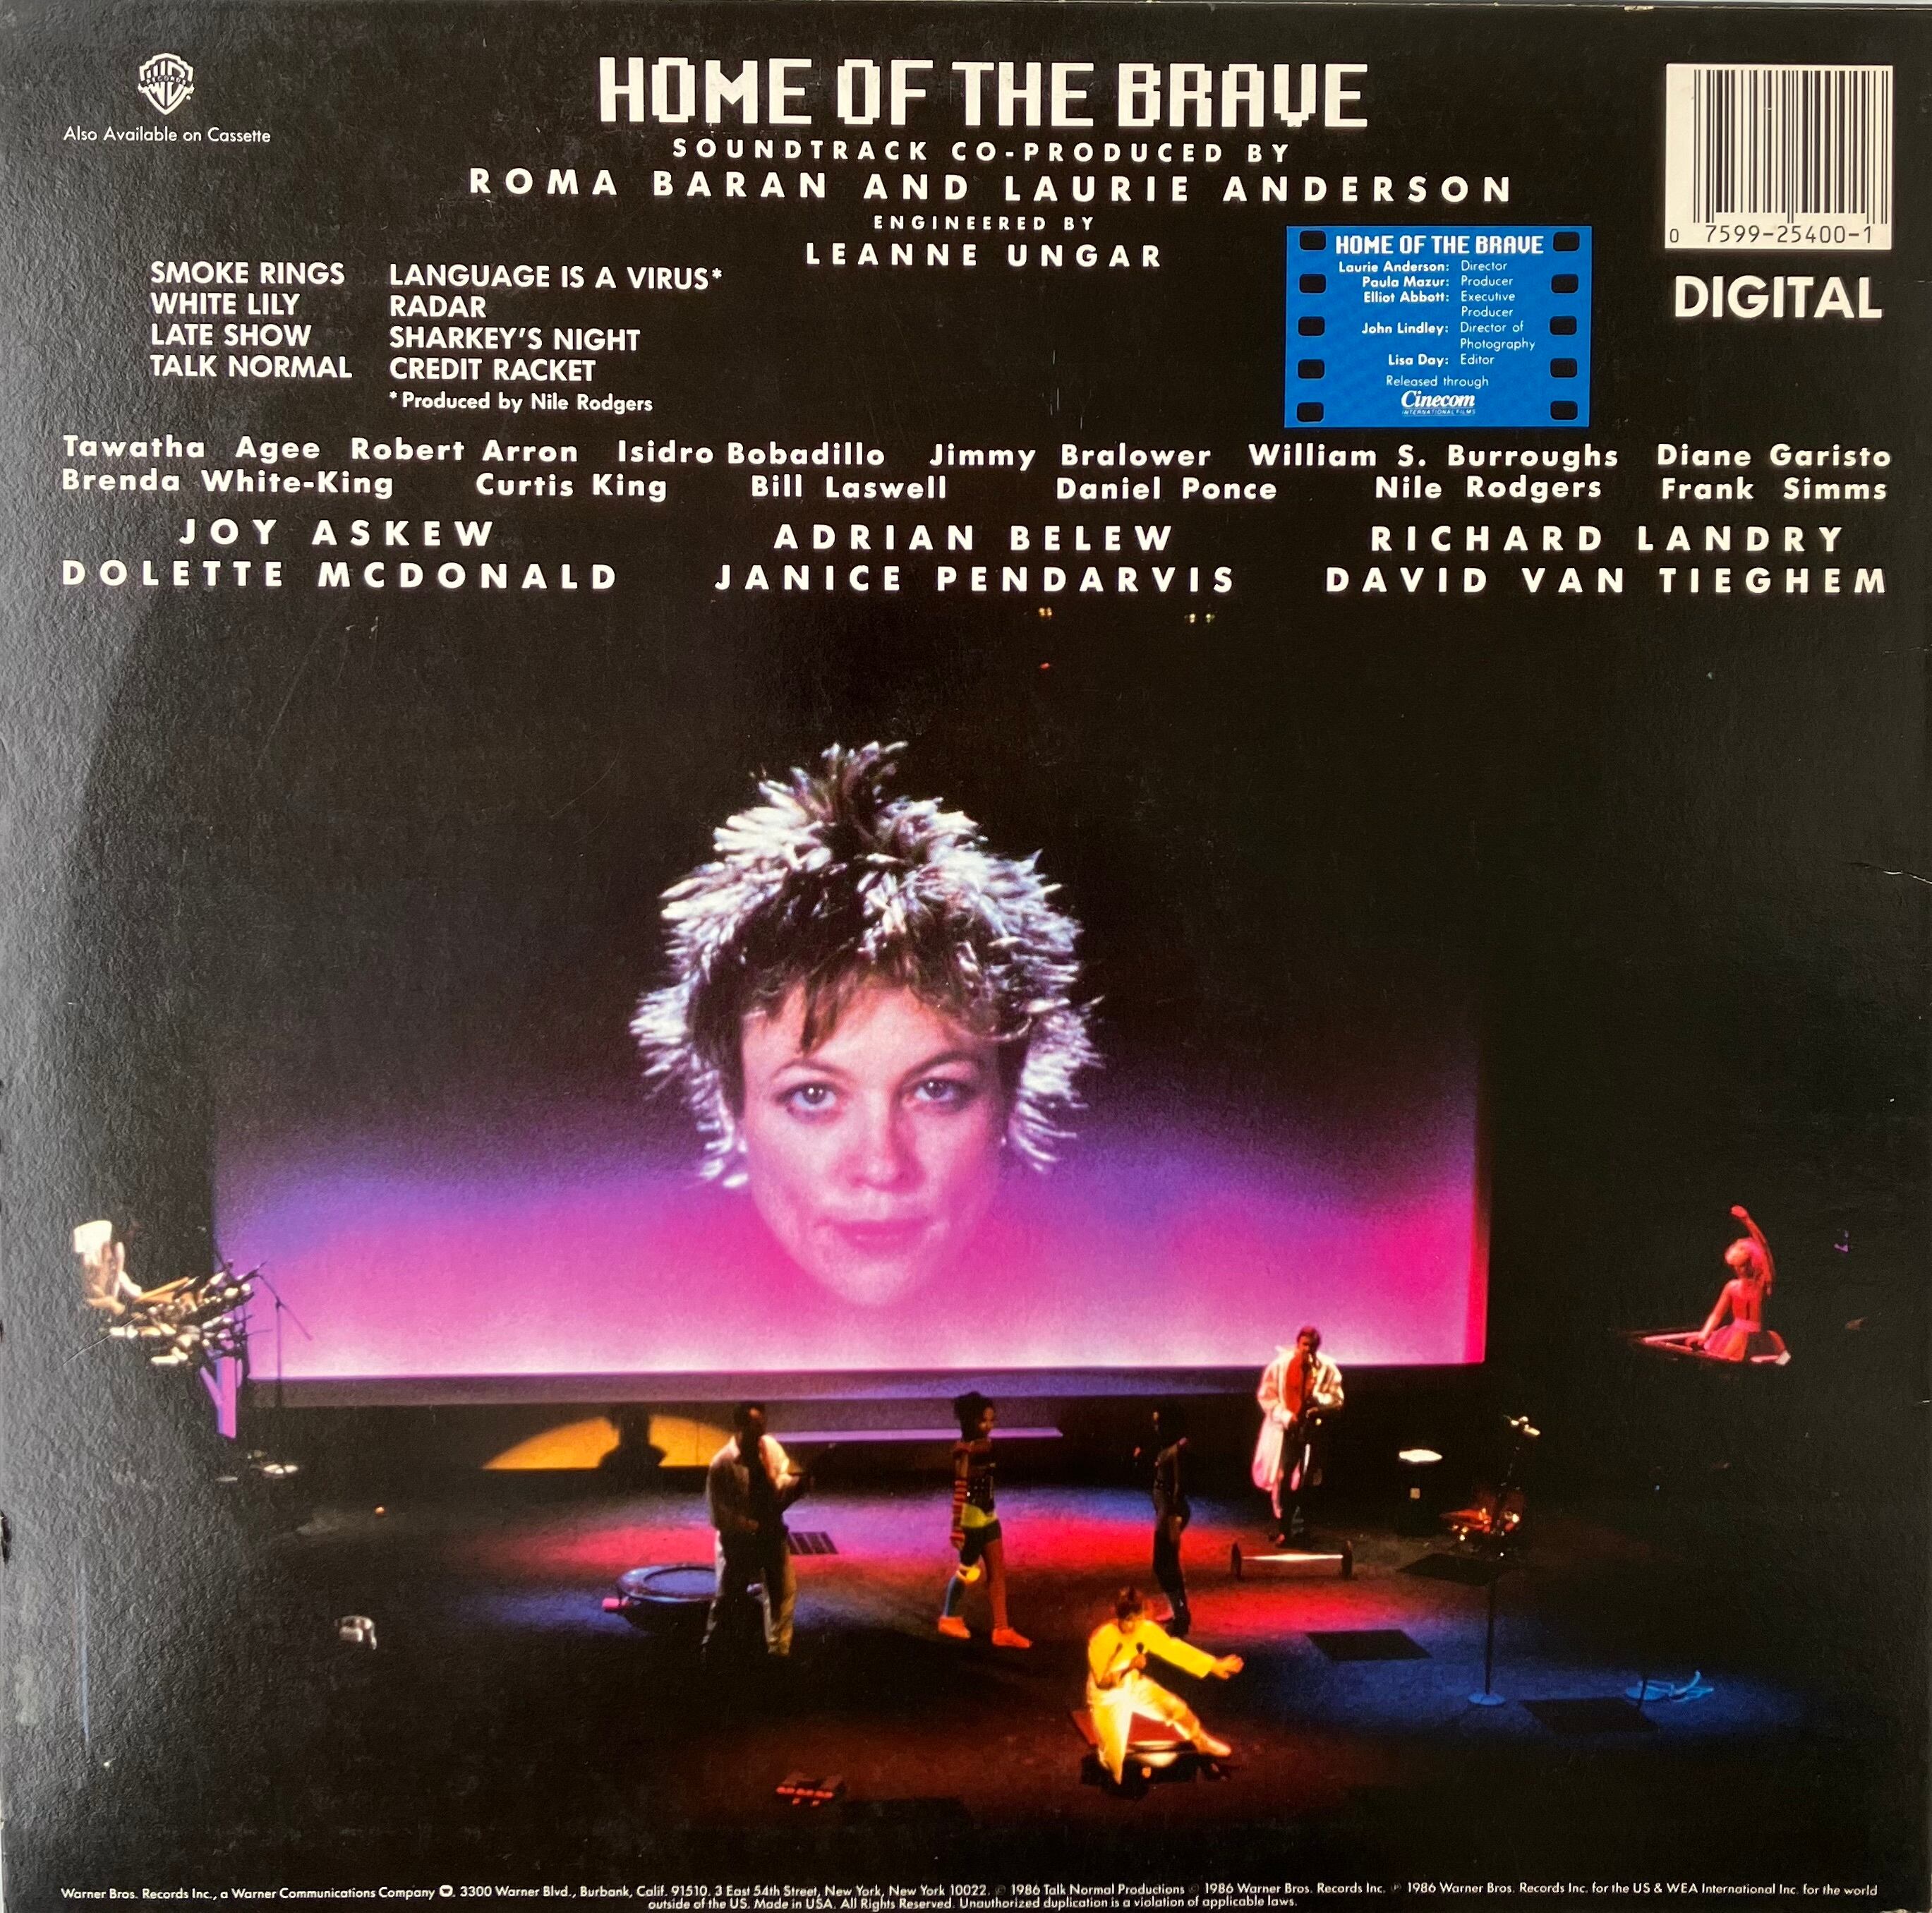 WB
RECORDS
Also Available on Cassette
HOME OF THE BRAVE
SOUNDTRACK CO-PRODUCED BY
ROMA BARAN AND LAURIE ANDERSON
ENGINEERED BY
LEANNE UNGAR
0 7599-25400-1
DIGITAL
SMOKE RINGS
WHITE LILY
LATE SHOW
TALK NORMAL
LANGUAGE IS A VIRUS*
RADAR
SHARKEY'S NIGHT
CREDIT RACKET
*Produced by Nile Rodgers
HOME OF THE BRAVE
Laurie Anderson: Director
Paula Mazur: Producer
Elliot Abbott: Executive
Producer
John Lindley: Director of
Photography
Lisa Day: Editor
Released through
Cinecom
INTERNATIONAL FILMS
Tawatha Agee Robert Arron Isidro Bobadillo Jimmy Bralower William S. Burroughs Diane Garisto
Brenda White-King Curtis King Bill Laswell Daniel Ponce Nile Rodgers Frank Simms
JOY ASKEW ADRIAN BELEW RICHARD LANDRY
DOLETTE MCDONALD JANICE PENDARVIS DAVID VAN TIEGHEM
Warner Bros. Records Inc., a Warner Communications Company. 3300 Warner Blvd., Burbank, Calif. 91510. 3 East 54th Street, New York, New York 10022. © 1986 Talk Normal Productions © 1986 Warner Bros. Records Inc. ℗ 1986 Warner Bros. Records Inc. for the US & WEA International Inc. for the world
outside of the US. Made in USA. All Rights Reserved. Unauthorized duplication is a violation of applicable laws.